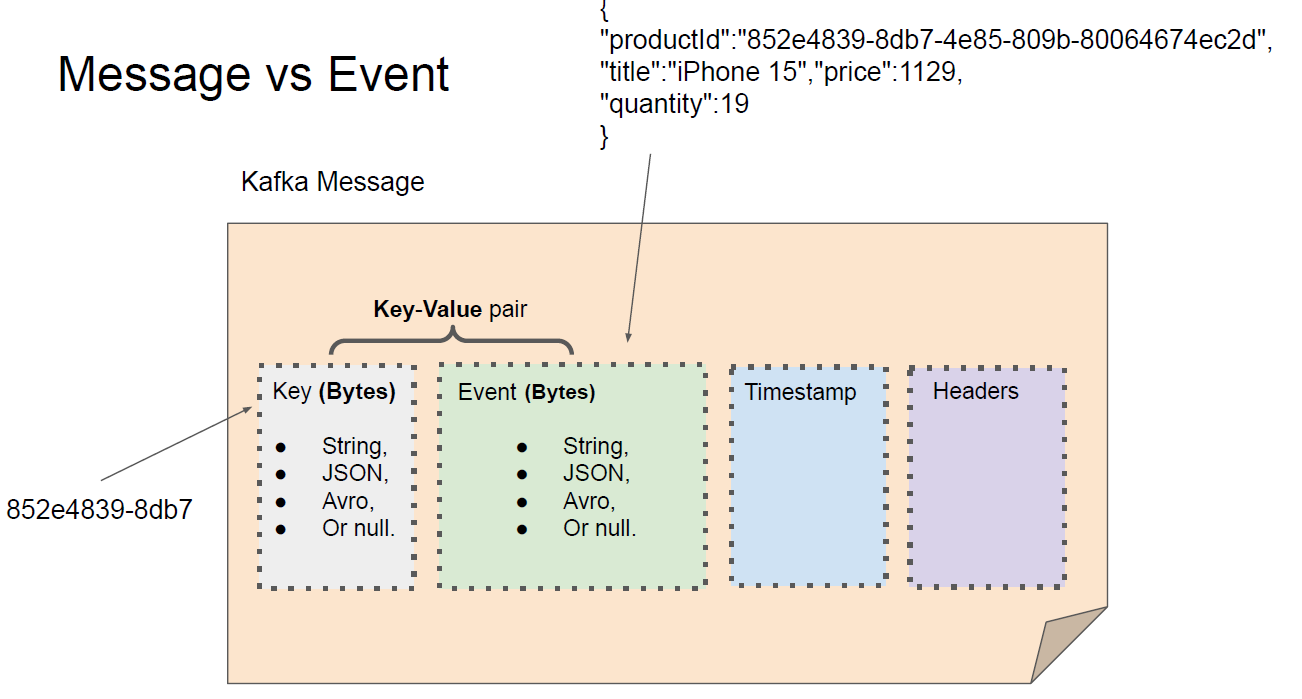 Message vs Event
{
"productId":"852e4839-8db7-4e85-809b-80064674ec2d",
"title":"iPhone 15","price":1129,
"quantity":19
}
Kafka Message
Key-Value pair
Key (Bytes)
● String,
● JSON,
● Avro,
● Or null.
Event (Bytes)
● String,
● JSON,
● Avro,
● Or null.
Timestamp
Headers
852e4839-8db7